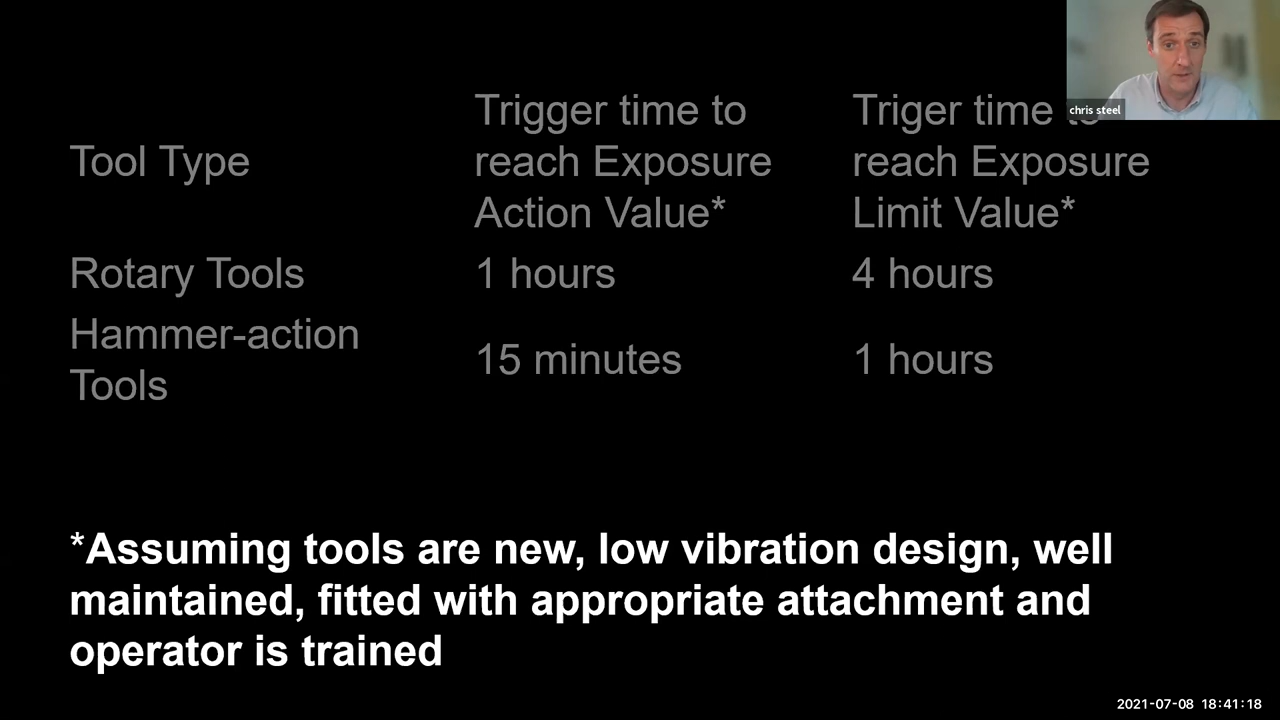 Trigger time to
reach Exposure
Action Value*
Triger time to
reach Exposure
Limit Value*
Tool Type
Rotary Tools
1 hours
4 hours
Hammer-action
Tools
15 minutes
1 hours
*Assuming tools are new, low vibration design, well
maintained, fitted with appropriate attachment and
operator is trained
chris steel
2021-07-08 18:41:18